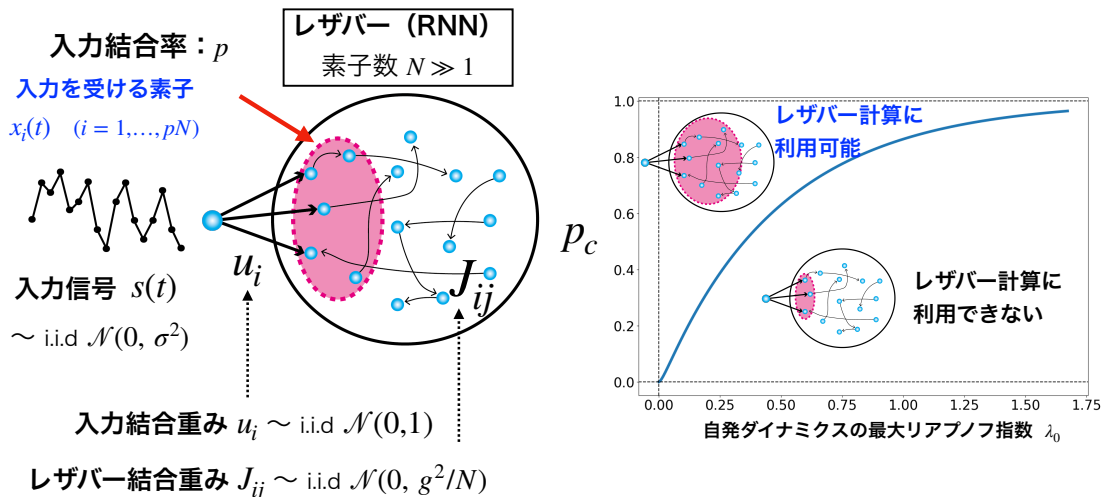 入力結合率：p
入力を受ける素子
x_i(t) (i = 1,…,pN)
レザバー（RNN）
素子数 N ≫ 1
u_i
J_ij
入力信号 s(t)
∼ i.i.d 𝒩(0, σ²)
入力結合重み u_i ∼ i.i.d 𝒩(0,1)
レザバー結合重み J_ij ∼ i.i.d 𝒩(0, g²/N)
レザバー計算に
利用可能
レザバー計算に
利用できない
p_c
1.0
0.8
0.6
0.4
0.2
0.0
0.00 0.25 0.50 0.75 1.00 1.25 1.50 1.75
自発ダイナミクスの最大リアプノフ指数 λ₀